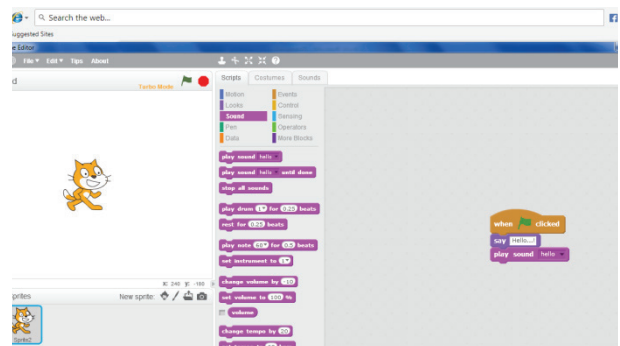 Search the web...
uggested Sites
e Editor
File Edit Tips About
d
Turbo Mode
Scripts Costumes Sounds
Motion Events
Looks Control
Sound Sensing
Pen Operators
Data More Blocks
play sound hello
play sound hello until done
stop all sounds
play drum 1 for 0.25 beats
rest for 0.25 beats
play note 60 for 0.5 beats
set instrument to 1
change volume by -10
set volume to 100 %
volume
change tempo by 20
when clicked
say Hello...!
play sound hello
x: 240 y: -180
prites New sprite:
Sprite2